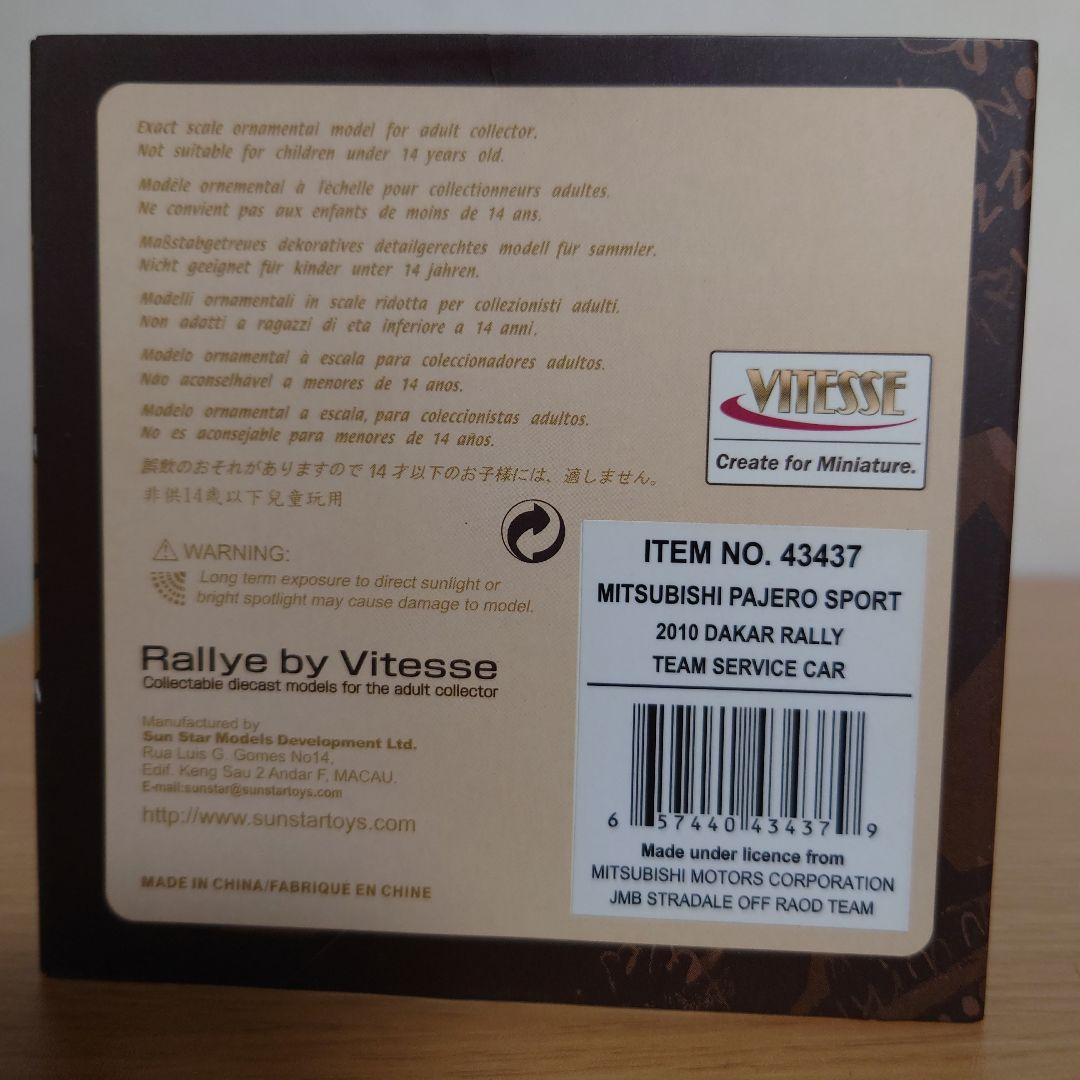 Exact scale ornamental model for adult collector.
Not suitable for children under 14 years old.
Modèle ornemental à l'échelle pour collectionneurs adultes.
Ne convient pas aux enfants de moins de 14 ans.
Maßstabgetreues dekoratives detailgerechtes modell für sammler.
Nicht geeignet für kinder unter 14 jahren.
Modelli ornamentali in scale ridotta per collezionisti adulti.
Non adatti a ragazzi di eta inferiore a 14 anni.
Modelo ornamental à escala para coleccionadores adultos.
Não aconselhável a menores de 14 anos.
Modelo ornamental a escala, para coleccionistas adultos.
No es aconsejable para menores de 14 años.
誤飲のおそれがありますので 14 才以下のお子様には、適しません。
非供14歲以下兒童玩用
WARNING:
Long term exposure to direct sunlight or
bright spotlight may cause damage to model.
Rallye by Vitesse
Collectable diecast models for the adult collector
Manufactured by
Sun Star Models Development Ltd.
Rua Luis G. Gomes No14,
Edif. Keng Sau 2 Andar F, MACAU.
E-mail:sunstar@sunstartoys.com
http://www.sunstartoys.com
MADE IN CHINA/FABRIQUÉ EN CHINE
VITESSE
Create for Miniature.
ITEM NO. 43437
MITSUBISHI PAJERO SPORT
2010 DAKAR RALLY
TEAM SERVICE CAR
6 57440 43437 9
Made under licence from
MITSUBISHI MOTORS CORPORATION
JMB STRADALE OFF RAOD TEAM